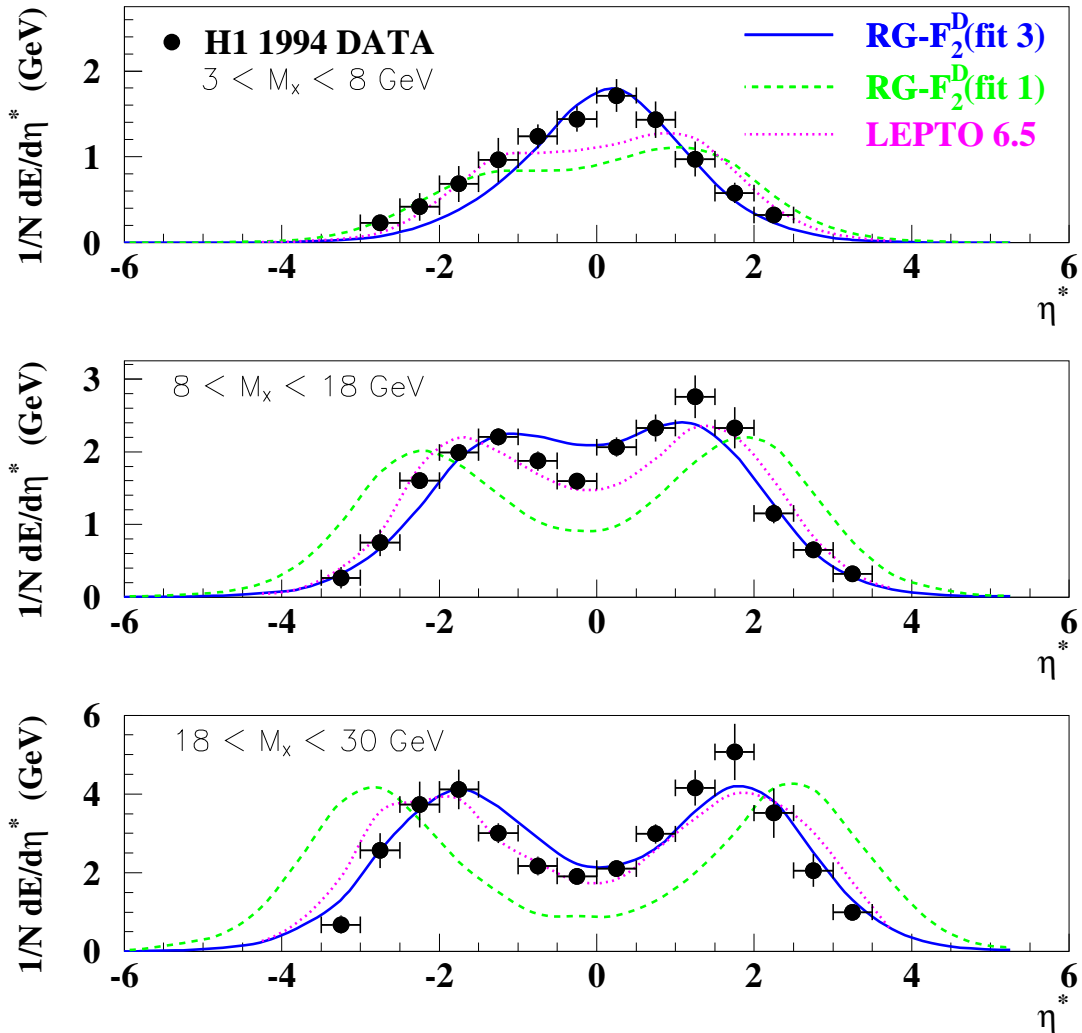 1/N dE/dη* (GeV)
● H1 1994 DATA
3 < Mₓ < 8 GeV
RG-F₂ᴰ(fit 3)
RG-F₂ᴰ(fit 1)
LEPTO 6.5
2
1
0
-6 -4 -2 0 2 4 6
η*
1/N dE/dη* (GeV)
8 < Mₓ < 18 GeV
3
2
1
0
-6 -4 -2 0 2 4 6
η*
1/N dE/dη* (GeV)
18 < Mₓ < 30 GeV
6
4
2
0
-6 -4 -2 0 2 4 6
η*